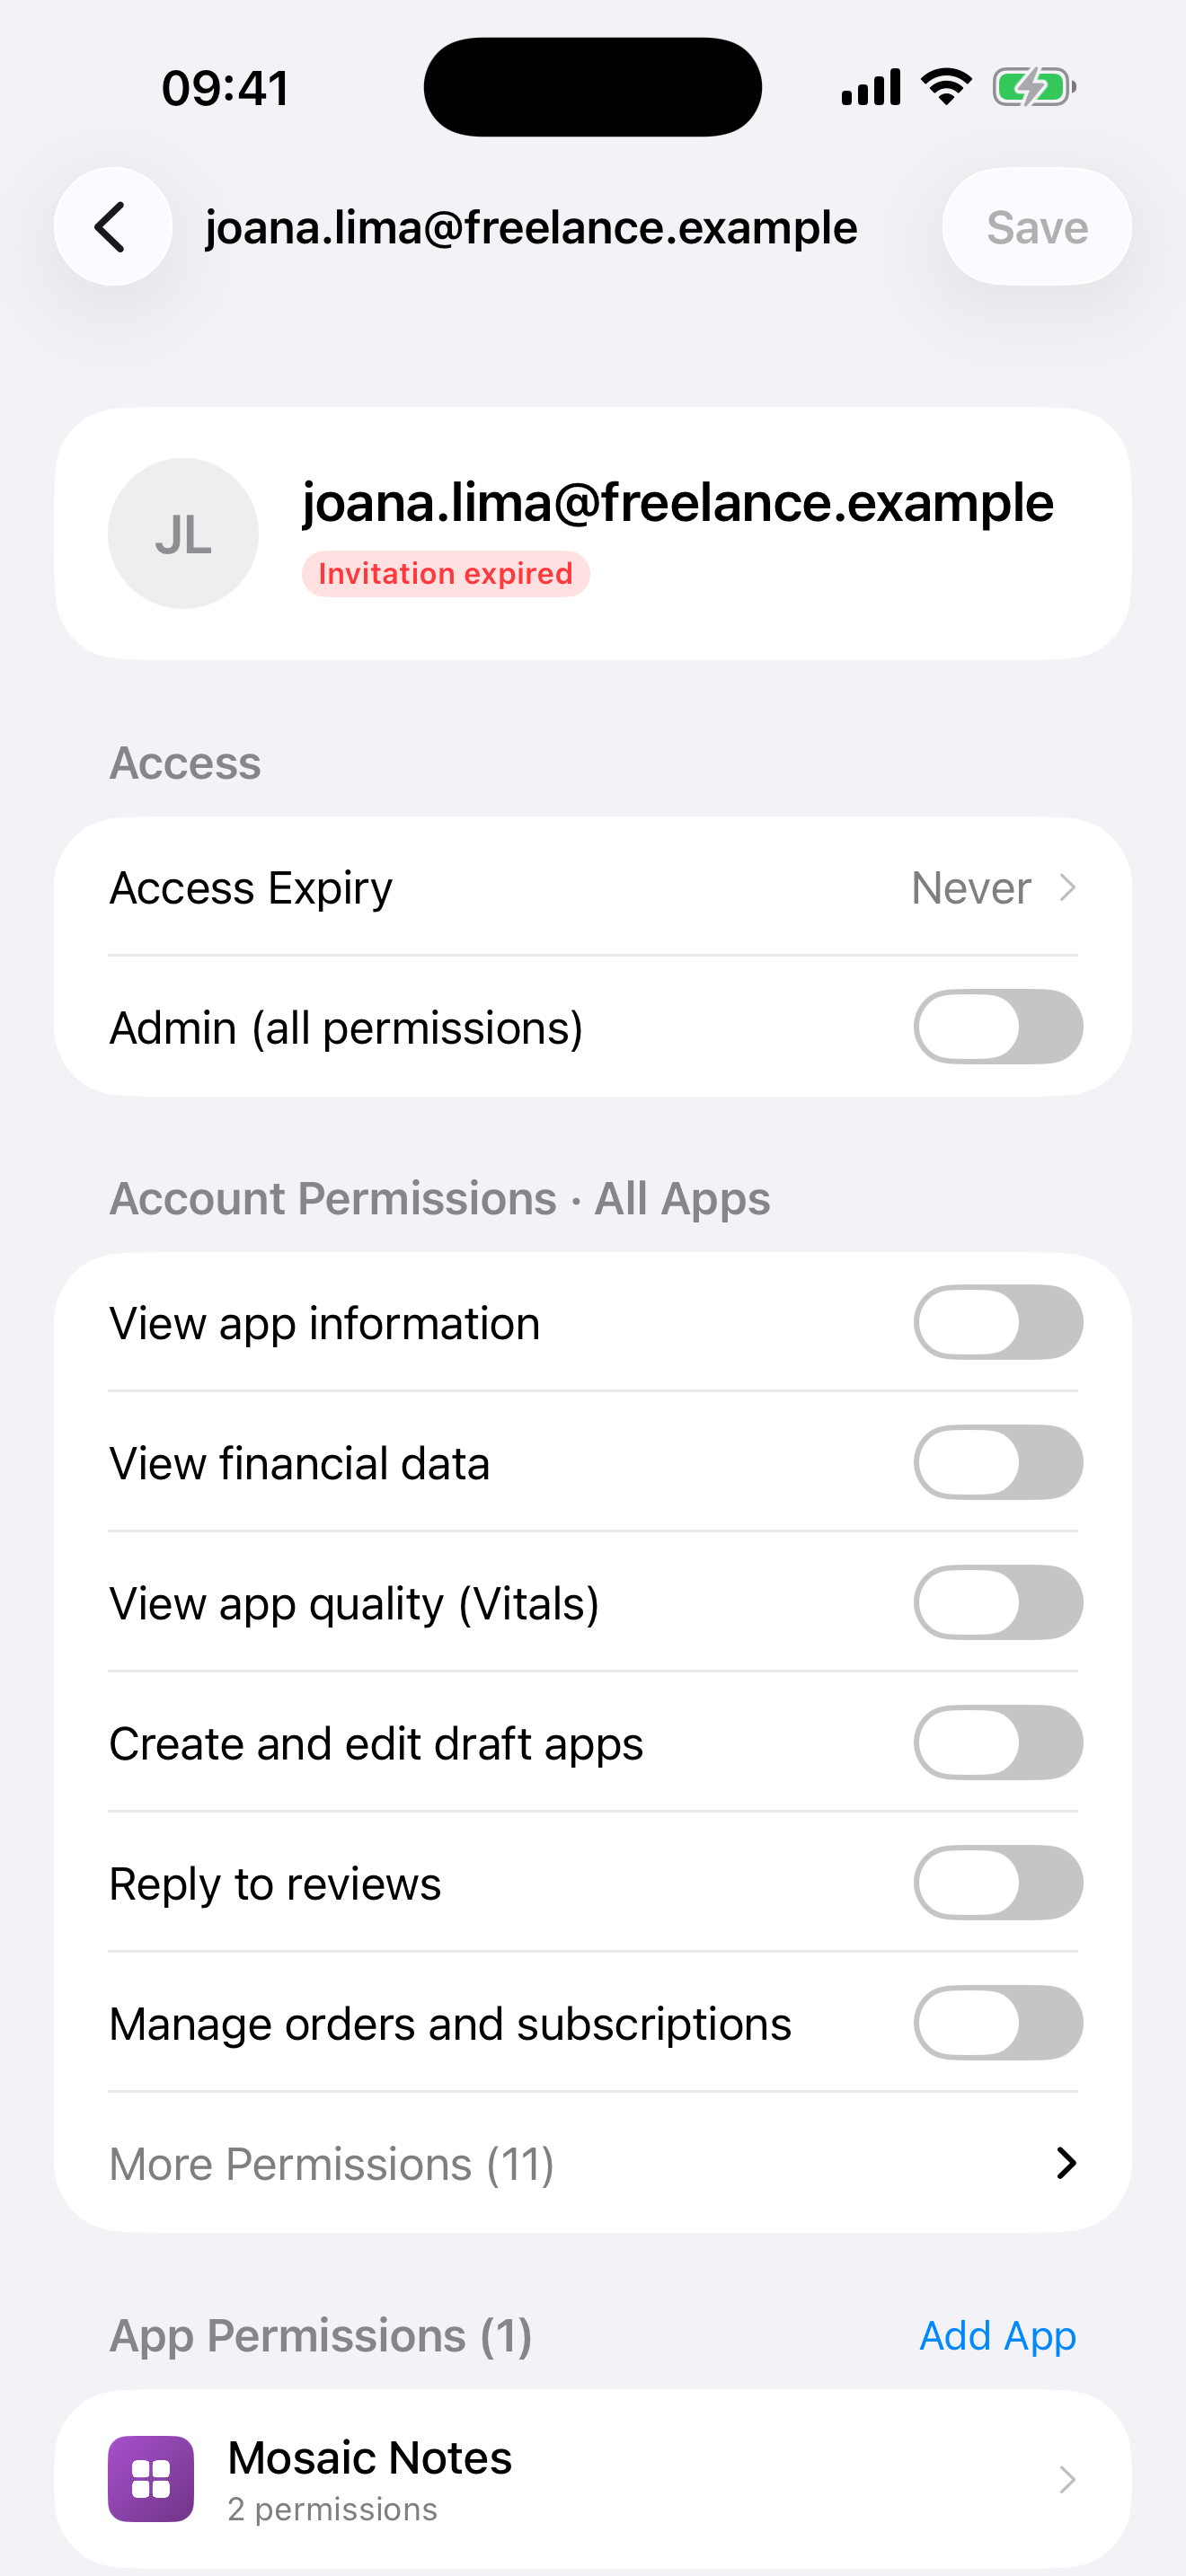 09:41
joana.lima@freelance.example
Save
JL
joana.lima@freelance.example
Invitation expired
Access
Access Expiry Never
Admin (all permissions)
Account Permissions · All Apps
View app information
View financial data
View app quality (Vitals)
Create and edit draft apps
Reply to reviews
Manage orders and subscriptions
More Permissions (11)
App Permissions (1) Add App
Mosaic Notes
2 permissions